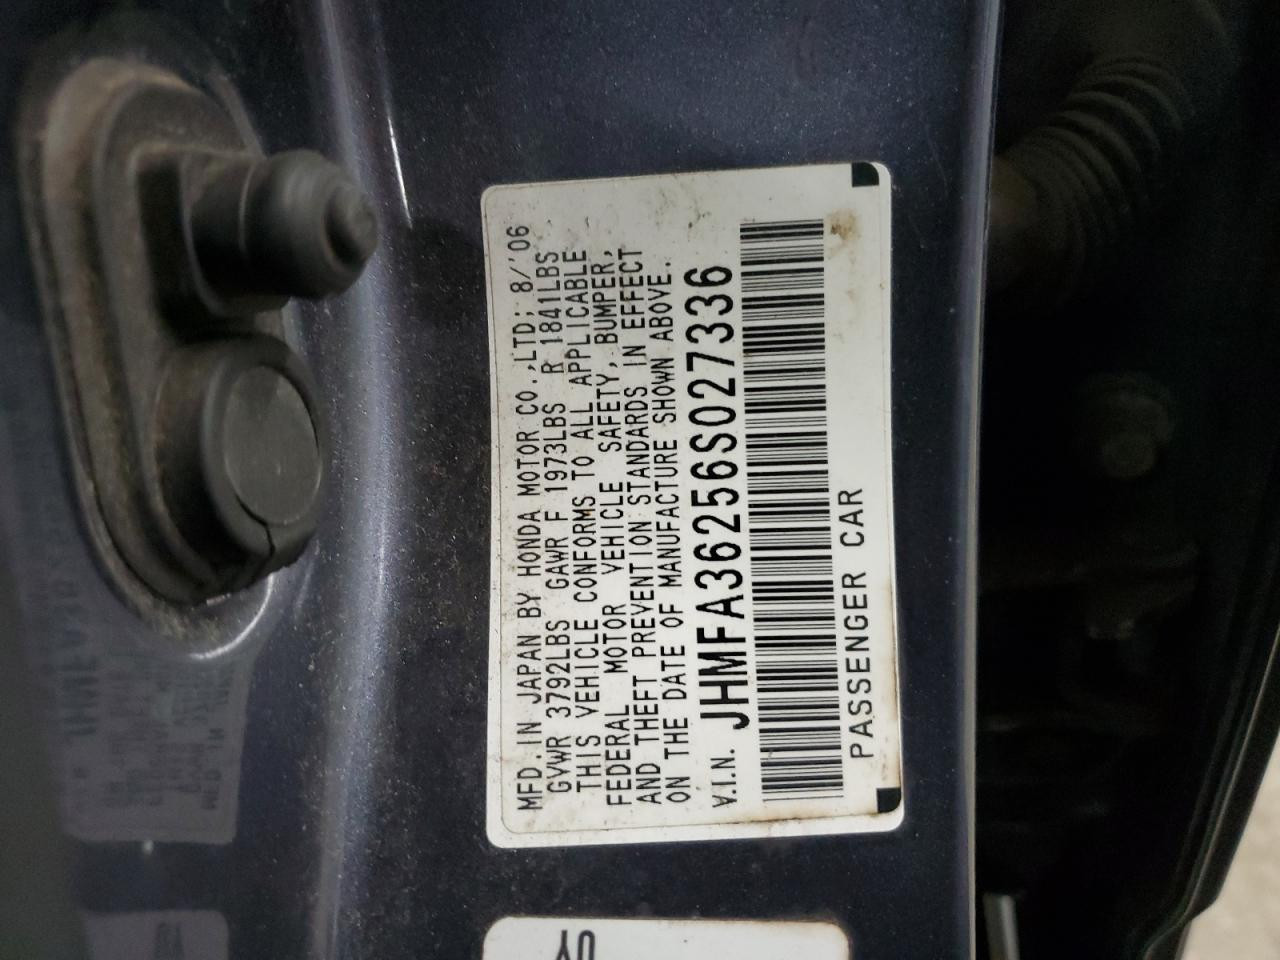 MFD. IN JAPAN BY HONDA MOTOR CO.,LTD; 8/'06
GVWR 3792LBS GAWR F 1973LBS R 1841LBS
THIS VEHICLE CONFORMS TO ALL APPLICABLE
FEDERAL MOTOR VEHICLE SAFETY, BUMPER,
AND THEFT PREVENTION STANDARDS IN EFFECT
ON THE DATE OF MANUFACTURE SHOWN ABOVE..
V.I.N. JHMFA36256S027336
PASSENGER CAR